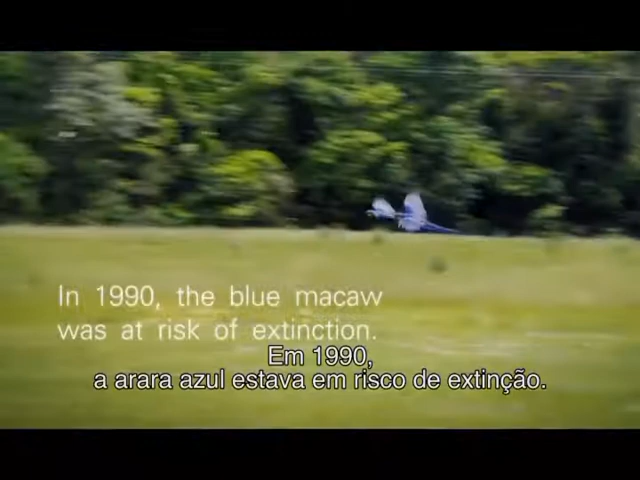 In 1990, the blue macaw
was at risk of extinction.
Em 1990,
a arara azul estava em risco de extinção.